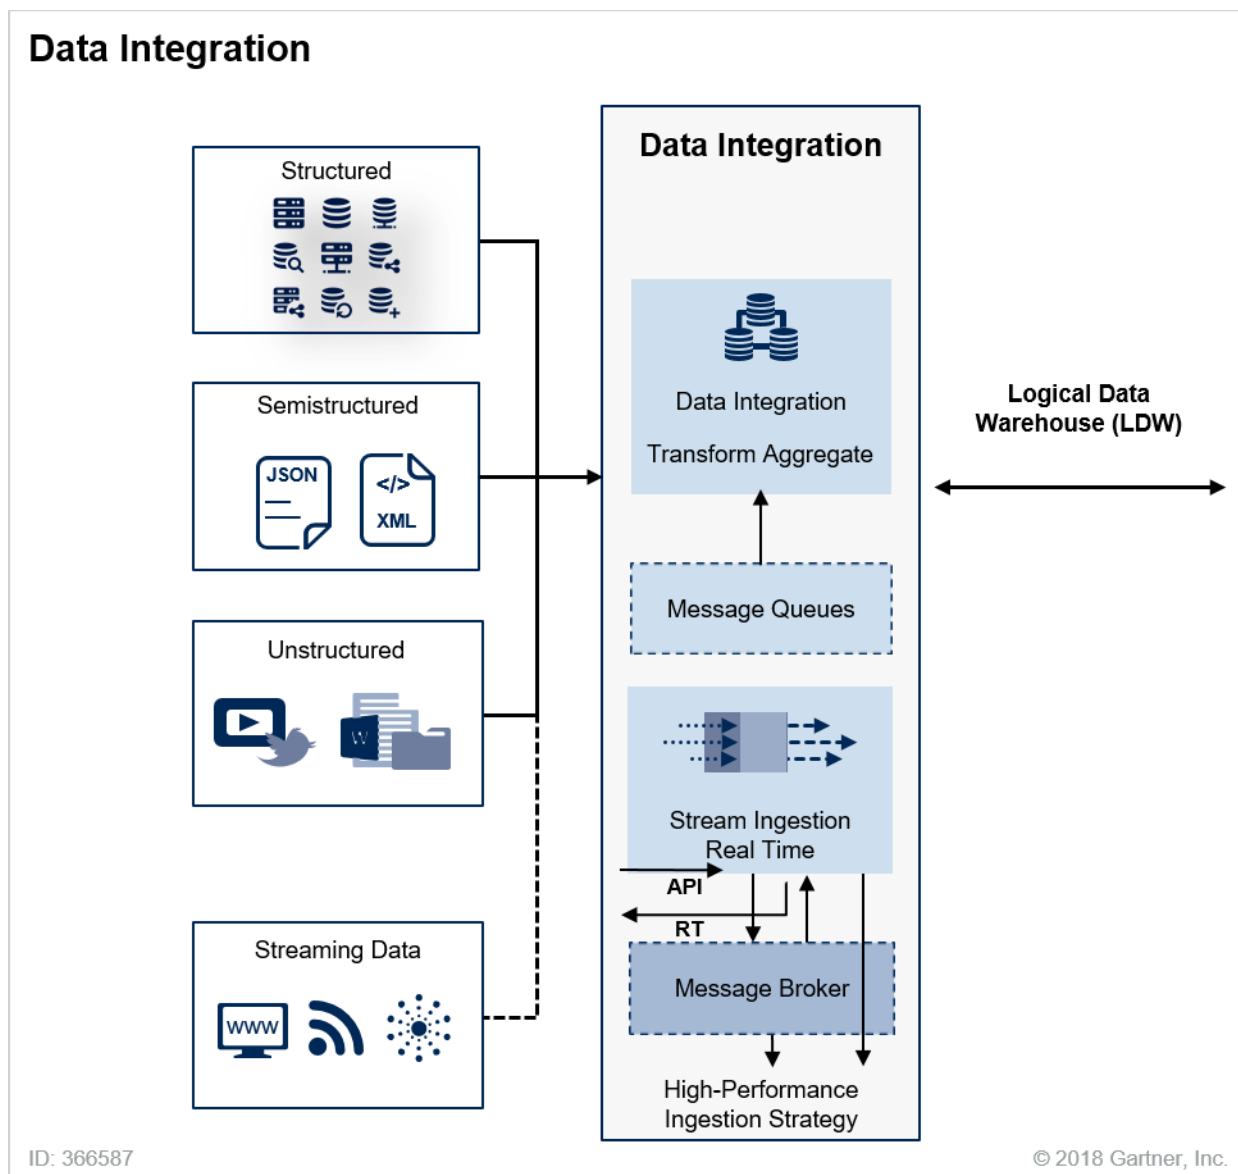 Data Integration
Structured
Semistructured
JSON
</>
XML
Unstructured
W
Streaming Data
WWW
Data Integration
Data Integration
Transform Aggregate
Message Queues
Stream Ingestion
Real Time
API
RT
Message Broker
High-Performance
Ingestion Strategy
Logical Data
Warehouse (LDW)
ID: 366587
© 2018 Gartner, Inc.